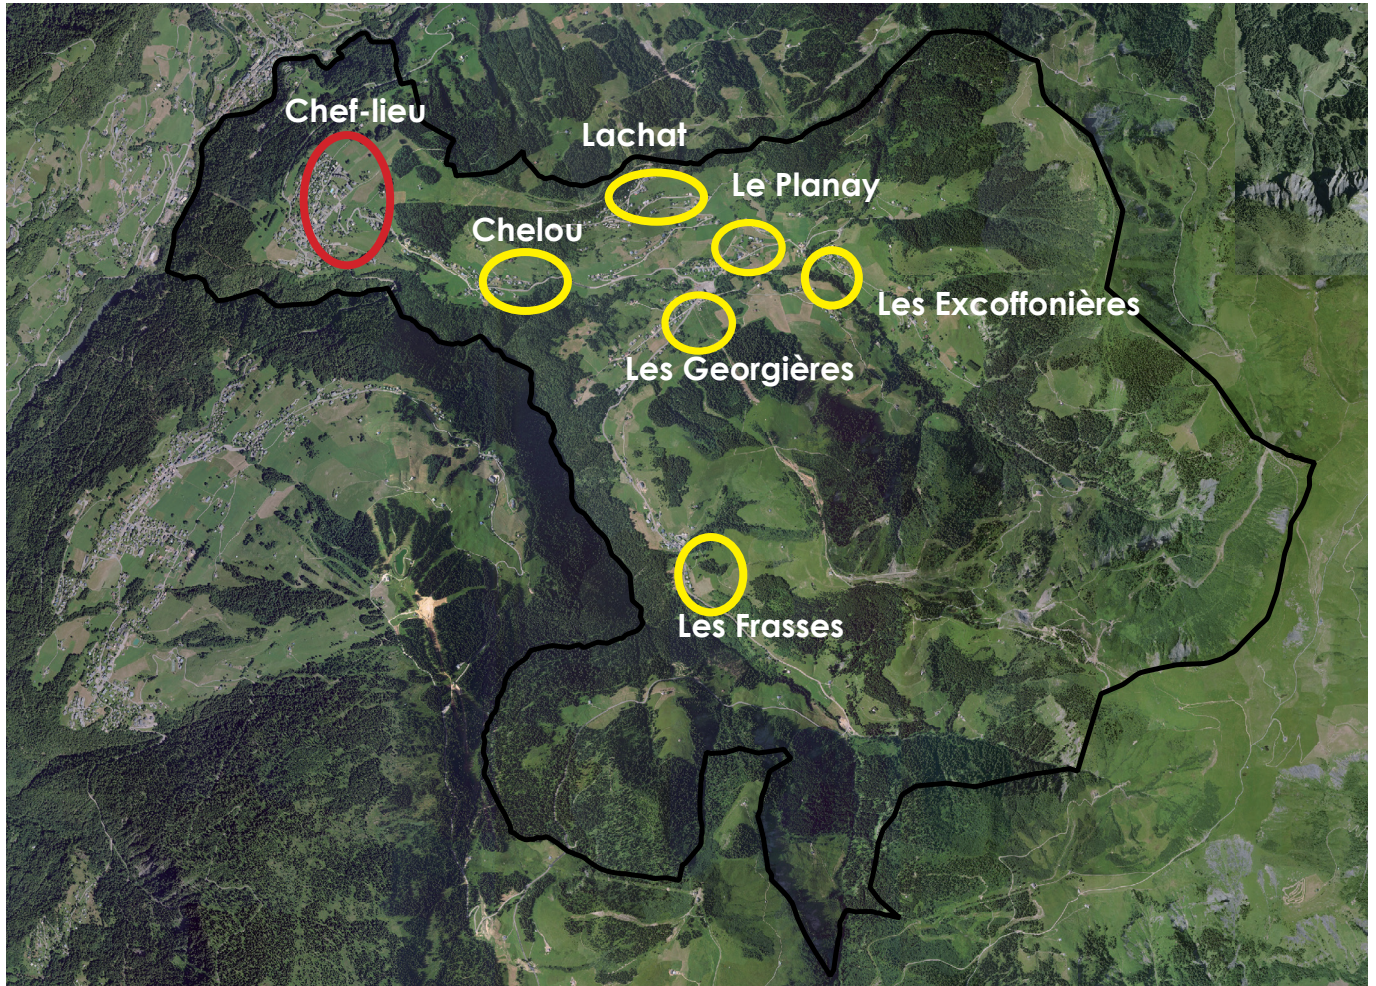 Chef-lieu
Lachat
Le Planay
Chelou
Les Excoffonières
Les Georgières
Les Frasses